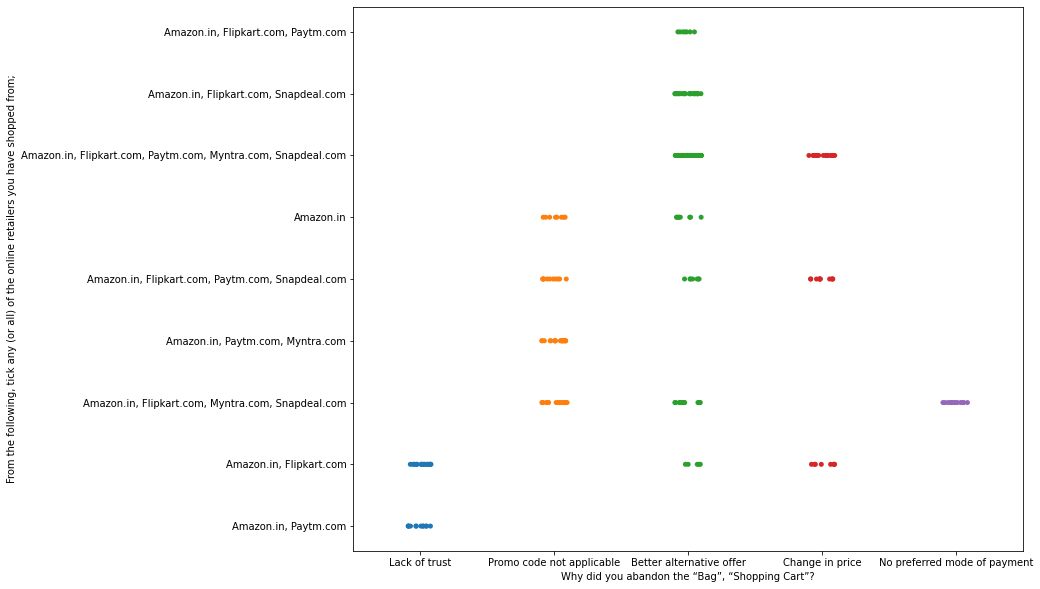 From the following, tick any (or all) of the online retailers you have shopped from;
Amazon.in, Flipkart.com, Paytm.com
Amazon.in, Flipkart.com, Snapdeal.com
Amazon.in, Flipkart.com, Paytm.com, Myntra.com, Snapdeal.com
Amazon.in
Amazon.in, Flipkart.com, Paytm.com, Snapdeal.com
Amazon.in, Paytm.com, Myntra.com
Amazon.in, Flipkart.com, Myntra.com, Snapdeal.com
Amazon.in, Flipkart.com
Amazon.in, Paytm.com
Lack of trust
Promo code not applicable
Better alternative offer
Change in price
No preferred mode of payment
Why did you abandon the “Bag”, “Shopping Cart”?